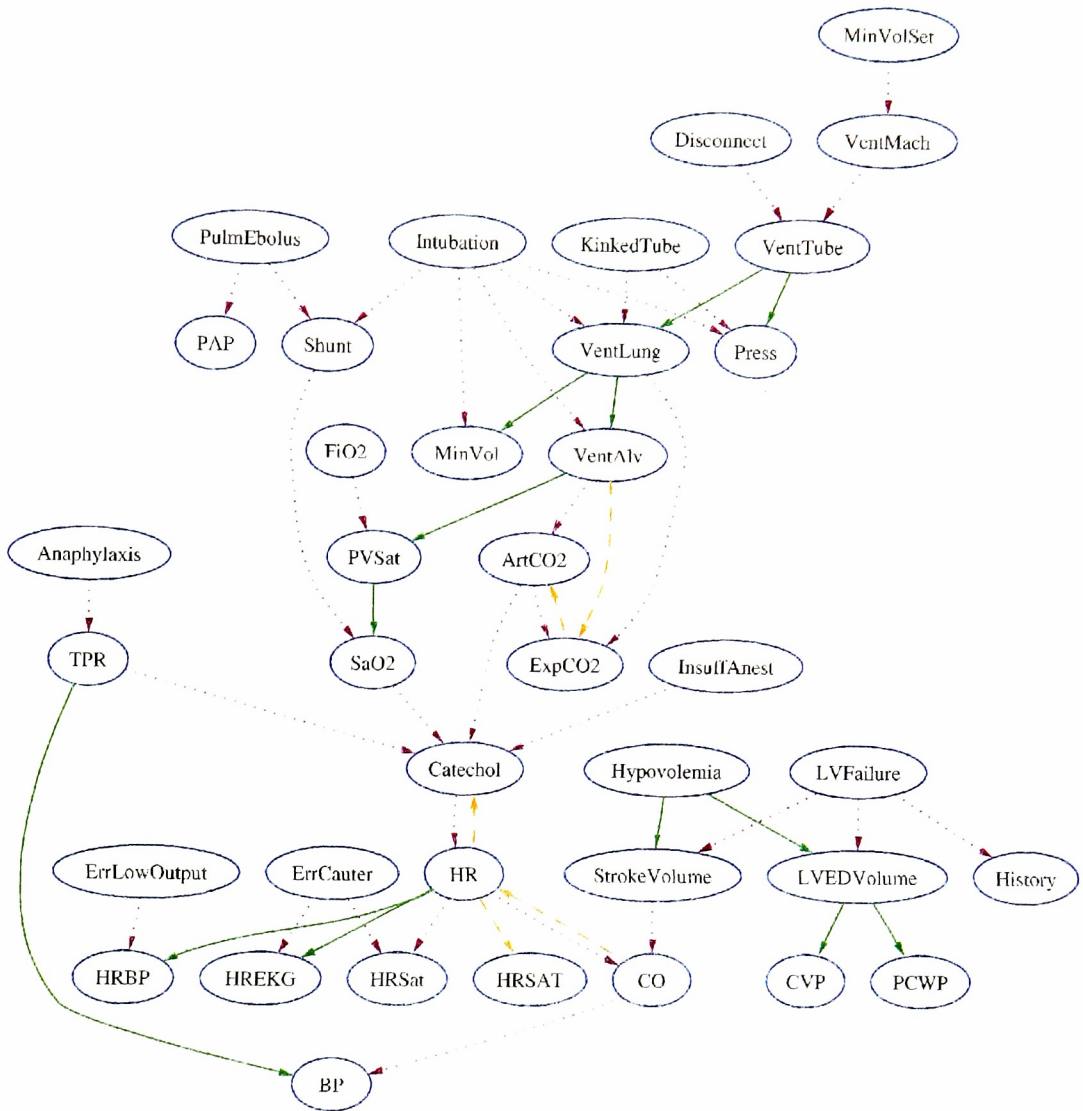 MinVolSet
Disconnect
VentMach
PulmEbolus
Intubation
KinkedTube
VentTube
PAP
Shunt
VentLung
Press
FiO2
MinVol
VentAlv
Anaphylaxis
PVSat
ArtCO2
TPR
SaO2
ExpCO2
InsuffAnest
Catechol
Hypovolemia
LVFailure
ErrLowOutput
ErrCauter
HR
StrokeVolume
LVEDVolume
History
HRBP
HREKG
HRSat
HRSAT
CO
CVP
PCWP
BP